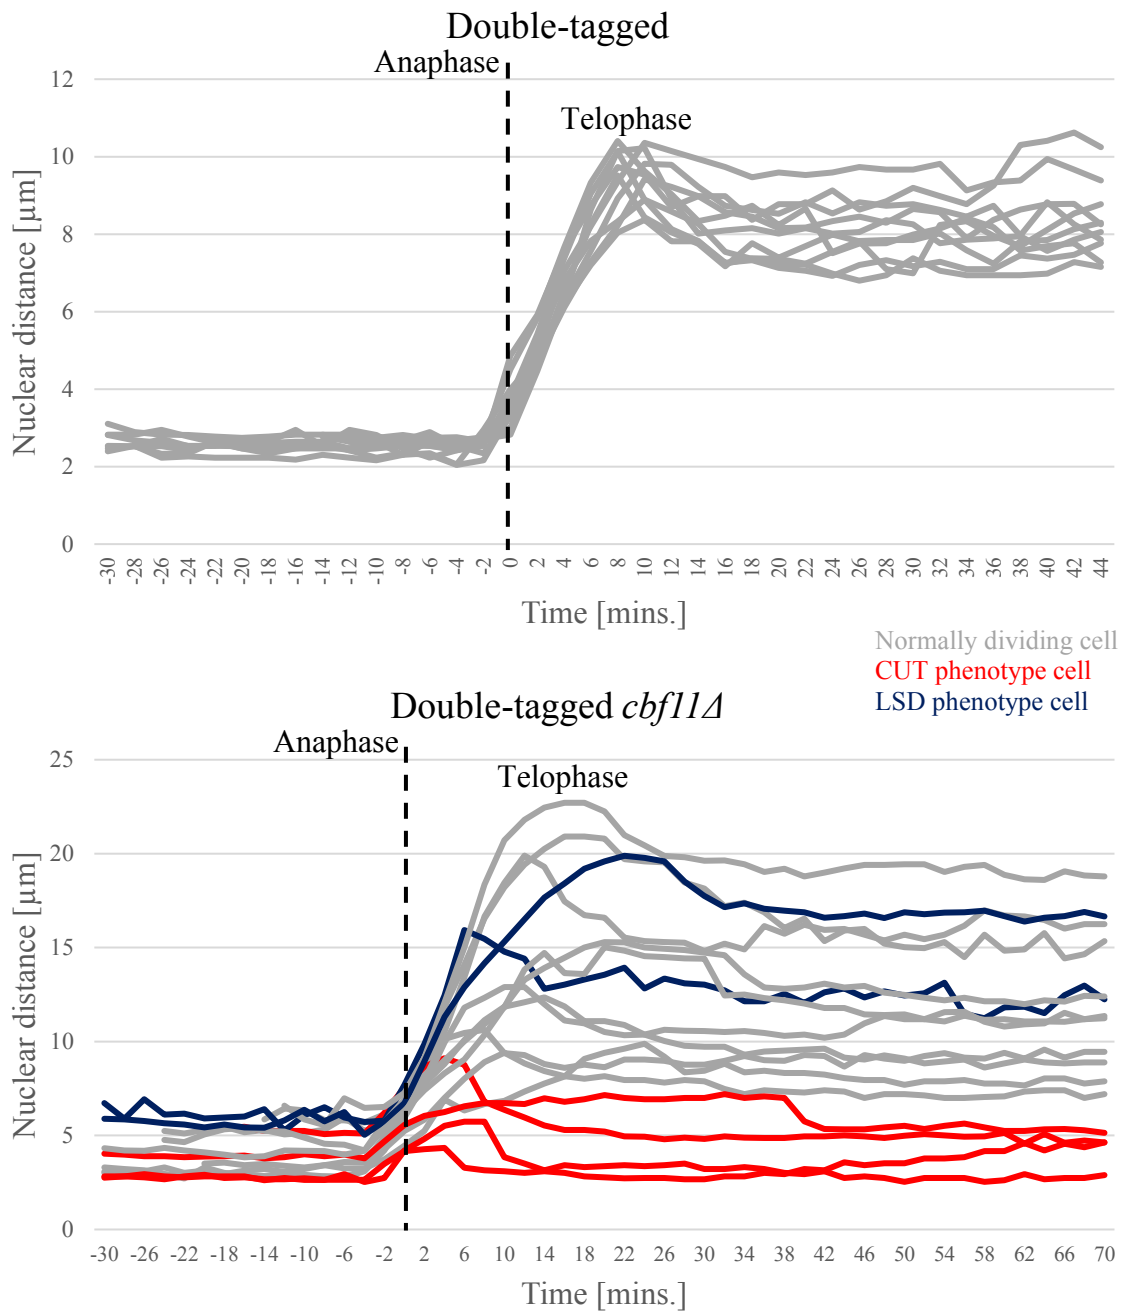 Double-tagged
Anaphase
Telophase
12
10
8
6
4
2
0
Nuclear distance [µm]
-30 -28 -26 -24 -22 -20 -18 -16 -14 -12 -10 -8 -6 -4 -2 0 2 4 6 8 10 12 14 16 18 20 22 24 26 28 30 32 34 36 38 40 42 44
Time [mins.]
Normally dividing cell
CUT phenotype cell
LSD phenotype cell
Double-tagged cbf11Δ
Anaphase
Telophase
25
20
15
10
5
0
Nuclear distance [µm]
-30 -26 -22 -18 -14 -10 -6 -2 2 6 10 14 18 22 26 30 34 38 42 46 50 54 58 62 66 70
Time [mins.]